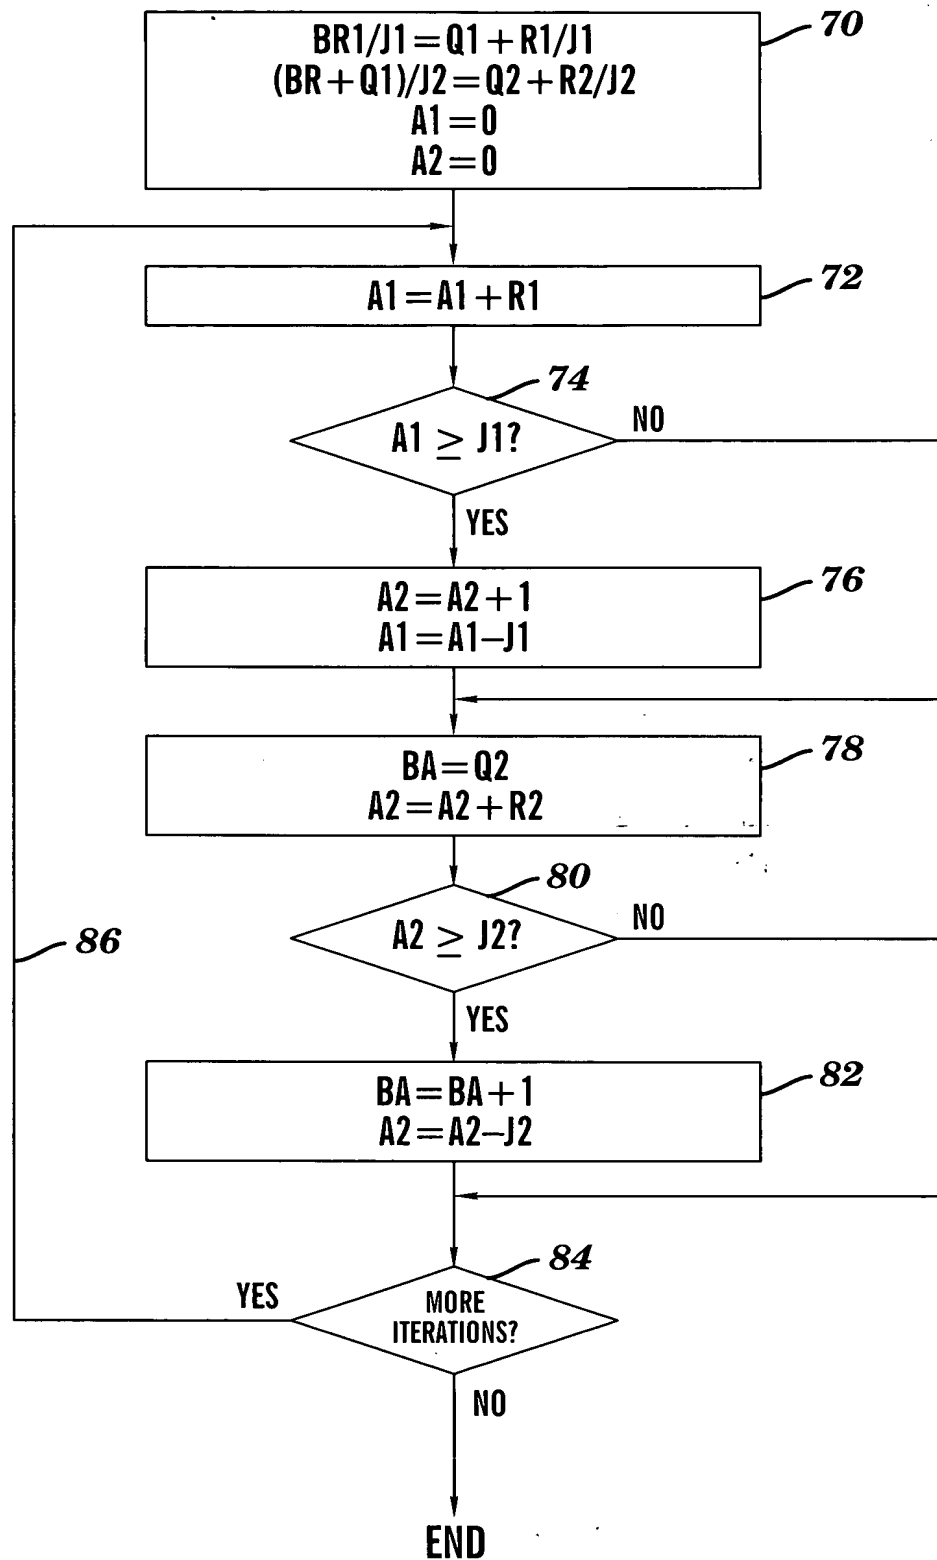 BR1/J1=Q1+R1/J1
(BR+Q1)/J2=Q2+R2/J2
A1=0
A2=0
70
A1=A1+R1
72
74
A1 ≥ J1?
NO
YES
A2=A2+1
A1=A1−J1
76
BA=Q2
A2=A2+R2
78
80
A2 ≥ J2?
NO
86
YES
BA=BA+1
A2=A2−J2
82
84
MORE
ITERATIONS?
YES
NO
END